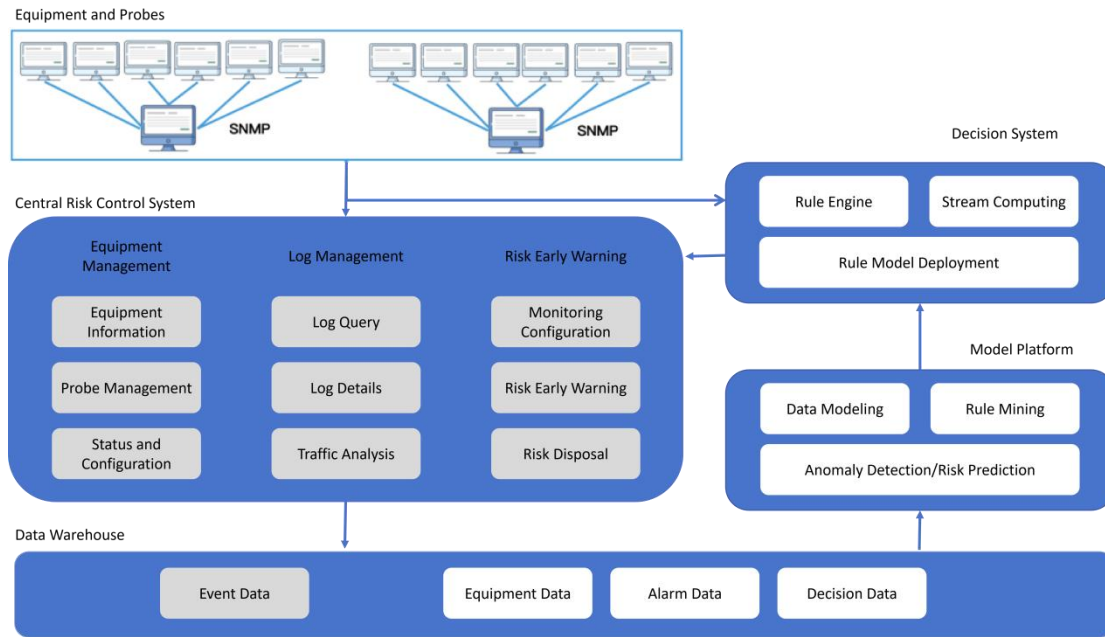 Equipment and Probes
SNMP
SNMP
Decision System
Rule Engine
Stream Computing
Rule Model Deployment
Central Risk Control System
Equipment
Management
Log Management
Risk Early Warning
Equipment
Information
Log Query
Monitoring
Configuration
Probe Management
Log Details
Risk Early Warning
Status and
Configuration
Traffic Analysis
Risk Disposal
Model Platform
Data Modeling
Rule Mining
Anomaly Detection/Risk Prediction
Data Warehouse
Event Data
Equipment Data
Alarm Data
Decision Data